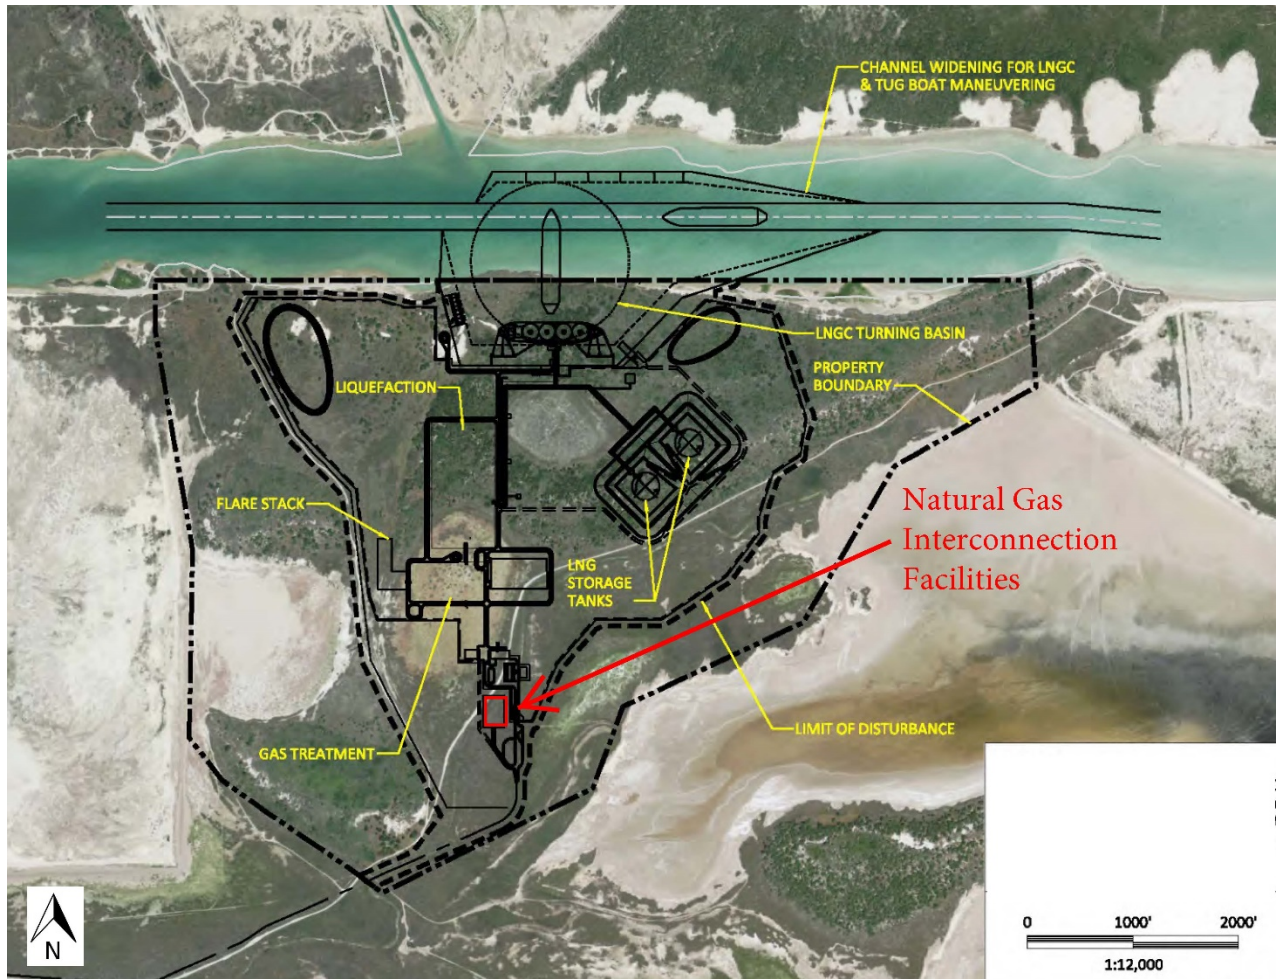 CHANNEL WIDENING FOR LNGC
& TUG BOAT MANEUVERING
LNGC TURNING BASIN
PROPERTY
BOUNDARY
LIQUEFACTION
FLARE STACK
LNG
STORAGE
TANKS
Natural Gas
Interconnection
Facilities
GAS TREATMENT
LIMIT OF DISTURBANCE
N
0 1000' 2000'
1:12,000